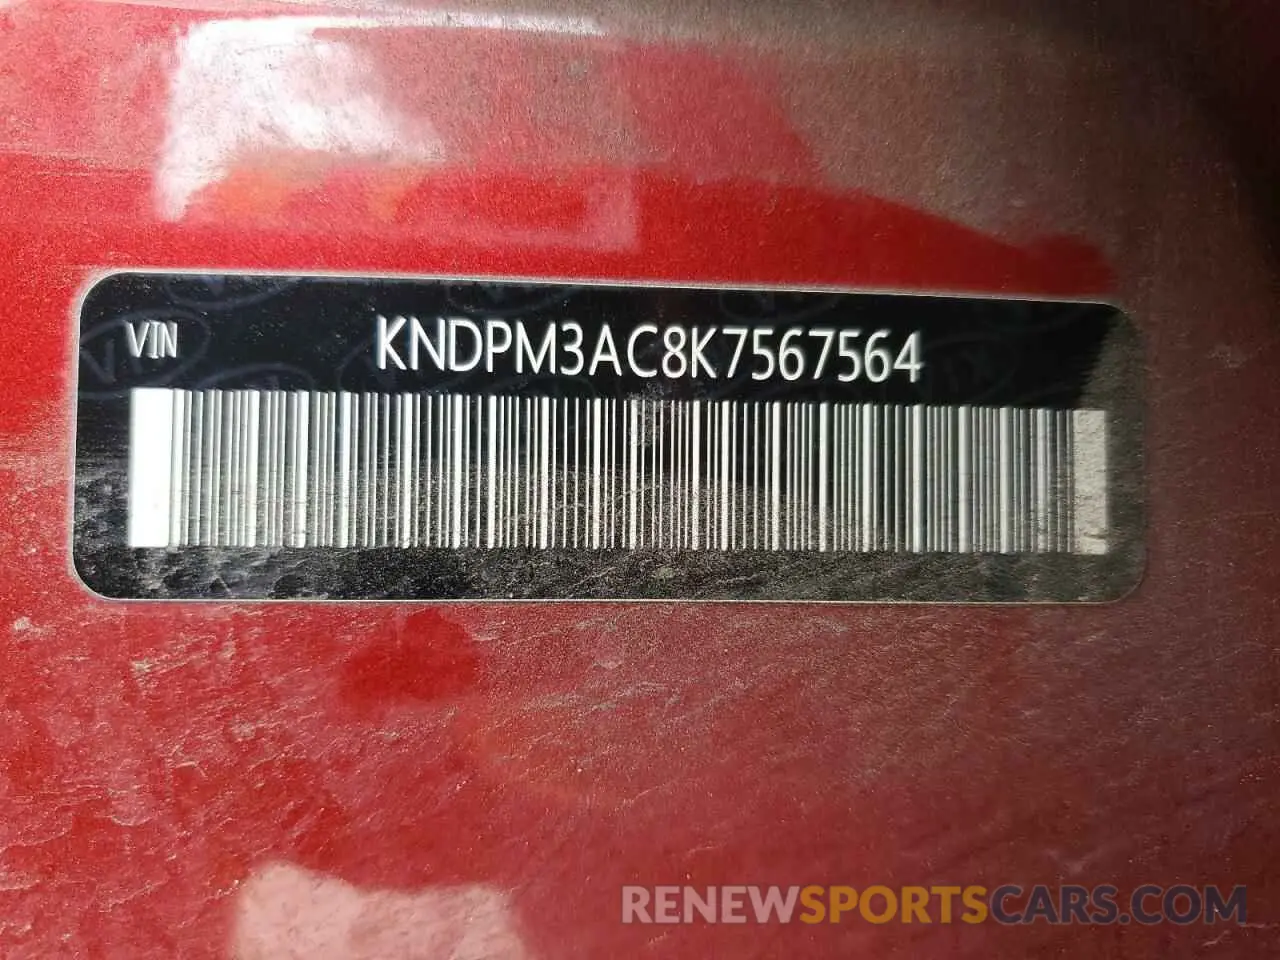 VIN KNDPM3AC8K7567564
RENEWSPORTSCARS.COM